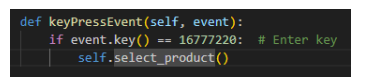 def keyPressEvent(self, event):
    if event.key() == 16777220:  # Enter key
        self.select_product()